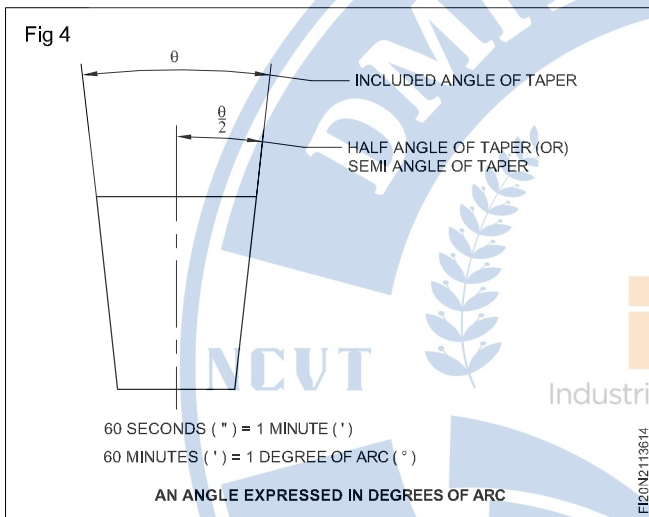 Fig 4
θ
INCLUDED ANGLE OF TAPER
θ
2
HALF ANGLE OF TAPER (OR)
SEMI ANGLE OF TAPER
NCVT
Industri
60 SECONDS ( " ) = 1 MINUTE ( ' )
60 MINUTES ( ' ) = 1 DEGREE OF ARC ( ° )
AN ANGLE EXPRESSED IN DEGREES OF ARC
FI20N2113614